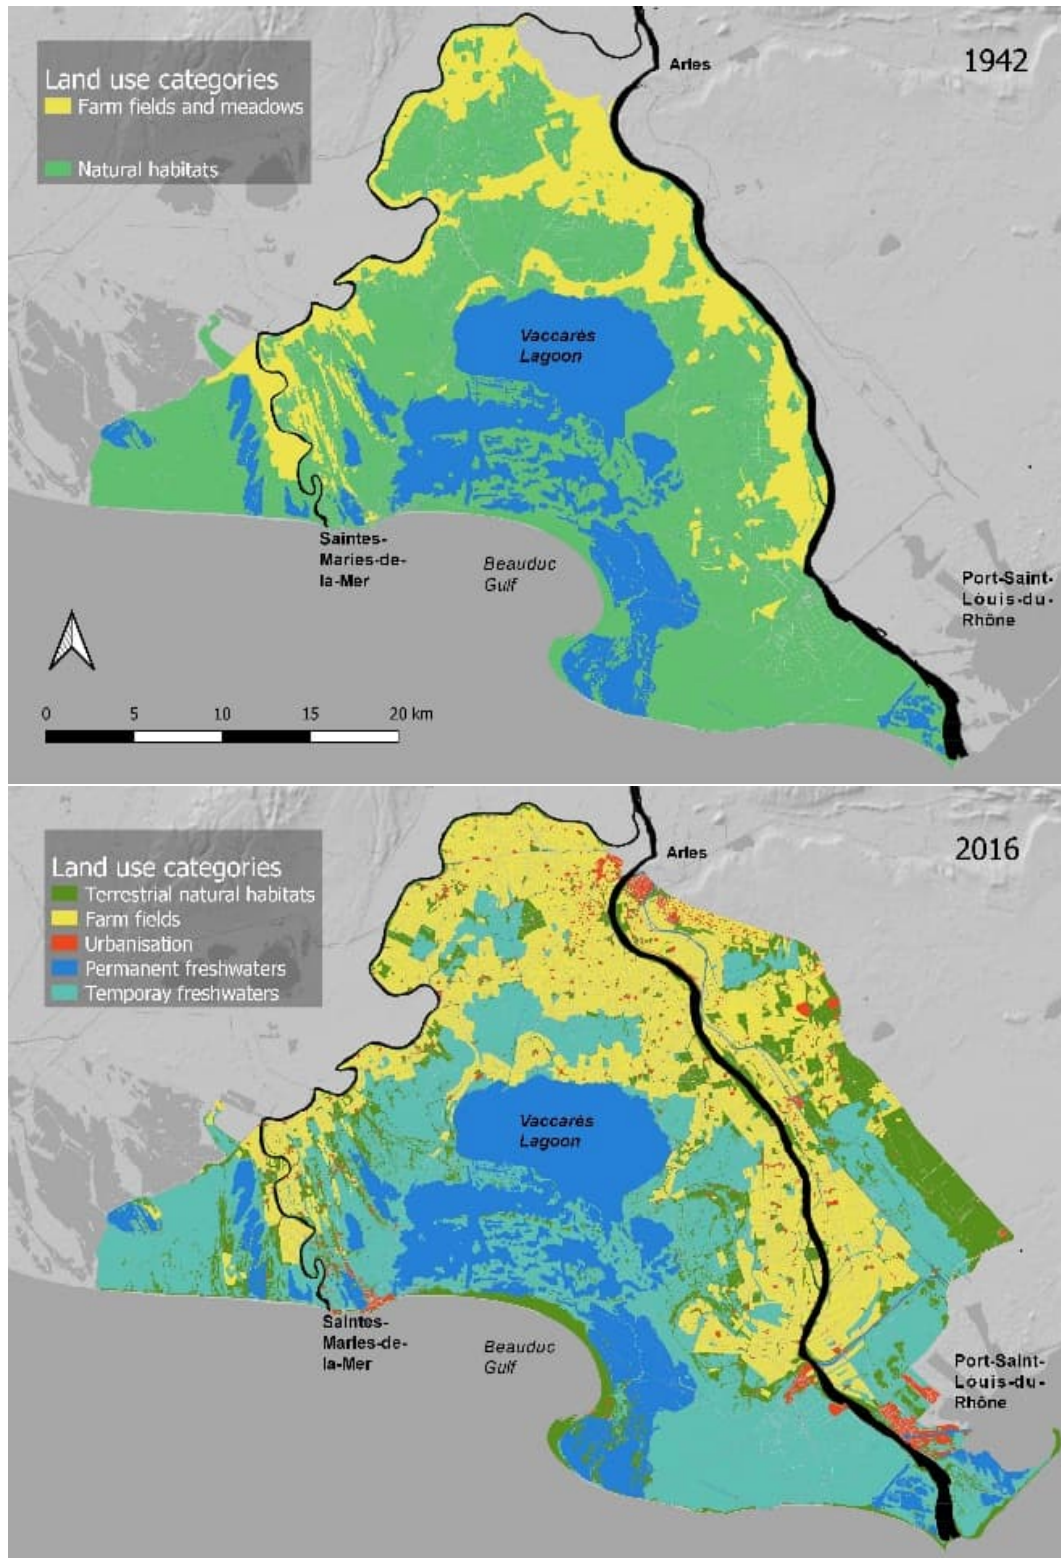 1942
Arles
Land use categories
Farm fields and meadows
Natural habitats
Vaccarès
Lagoon
Saintes-
Maries-de-
la-Mer
Beauduc
Gulf
Port-Saint-
Louis-du-
Rhône
0 5 10 15 20 km
2016
Arles
Land use categories
Terrestrial natural habitats
Farm fields
Urbanisation
Permanent freshwaters
Temporay freshwaters
Vaccarès
Lagoon
Saintes-
Maries-de-
la-Mer
Beauduc
Gulf
Port-Saint-
Louis-du-
Rhône